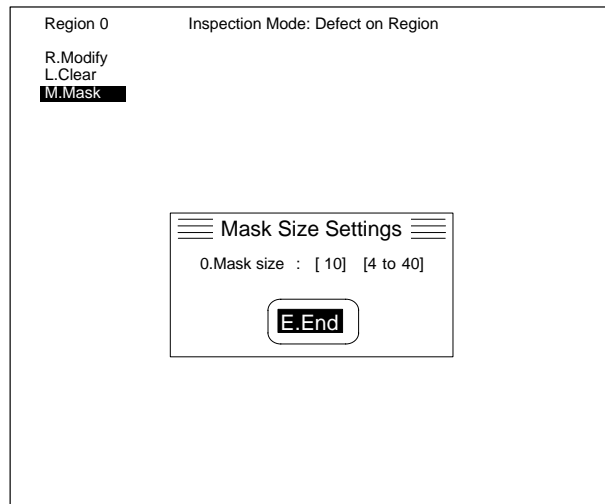 Region 0 Inspection Mode: Defect on Region
R.Modify
L.Clear
M.Mask
Mask Size Settings
0.Mask size : [ 10] [4 to 40]
E.End